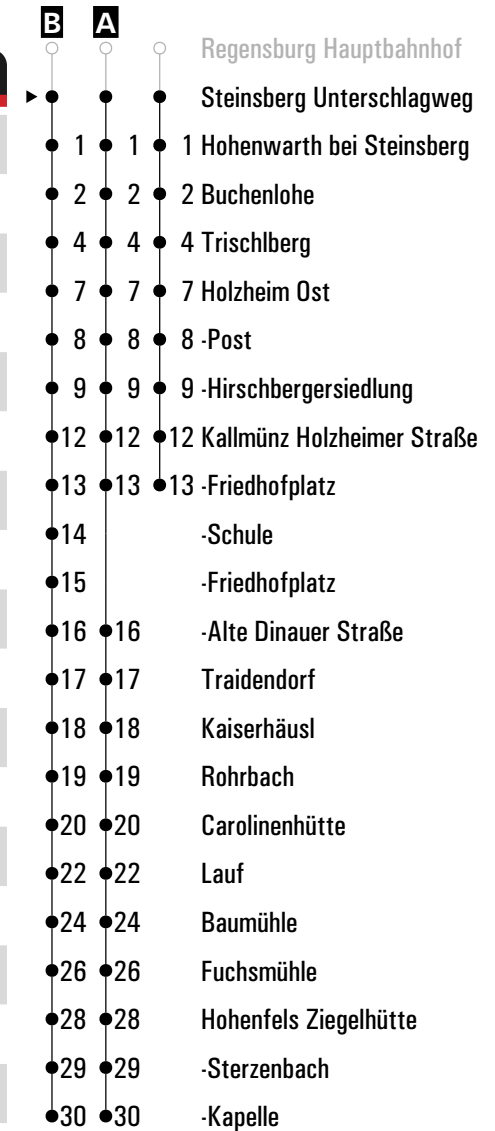 B A
Regensburg Hauptbahnhof
Steinsberg Unterschlagweg
1 1 1 Hohenwarth bei Steinsberg
2 2 2 Buchenlohe
4 4 4 Trischlberg
7 7 7 Holzheim Ost
8 8 8 -Post
9 9 9 -Hirschbergersiedlung
12 12 12 Kallmünz Holzheimer Straße
13 13 13 -Friedhofplatz
14 -Schule
15 -Friedhofplatz
16 16 -Alte Dinauer Straße
17 17 Traidendorf
18 18 Kaiserhäusl
19 19 Rohrbach
20 20 Carolinenhütte
22 22 Lauf
24 24 Baumühle
26 26 Fuchsmühle
28 28 Hohenfels Ziegelhütte
29 29 -Sterzenbach
30 30 -Kapelle